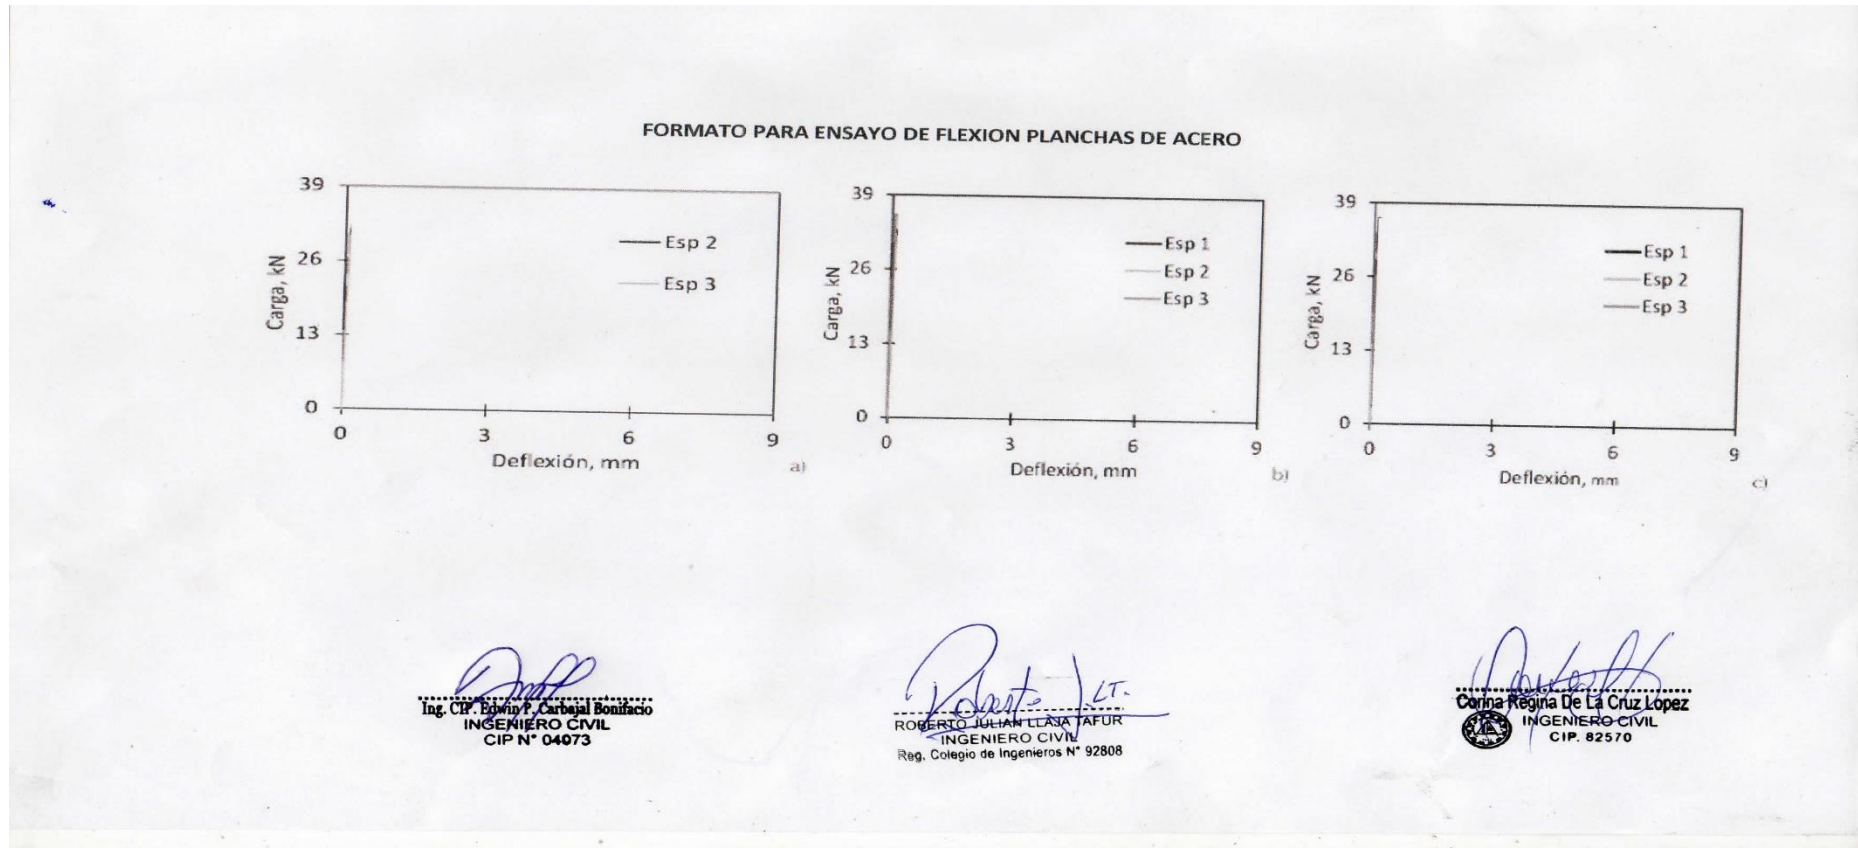 FORMATO PARA ENSAYO DE FLEXION PLANCHAS DE ACERO
39
26
13
0
Carga, kN
Esp 2
Esp 3
0 3 6 9
Deflexión, mm
a)
39
26
13
0
Carga, kN
Esp 1
Esp 2
Esp 3
0 3 6 9
Deflexión, mm
b)
39
26
13
0
Carga, kN
Esp 1
Esp 2
Esp 3
0 3 6 9
Deflexión, mm
c)
Ing. CIP. Edwin P. Carbajal Bonifacio
INGENIERO CIVIL
CIP N° 04073
Roberto J. LT.
ROBERTO JULIAN LLAJA TAFUR
INGENIERO CIVIL
Reg. Colegio de Ingenieros N° 92808
Corina Regina De La Cruz López
INGENIERO CIVIL
CIP. 82570